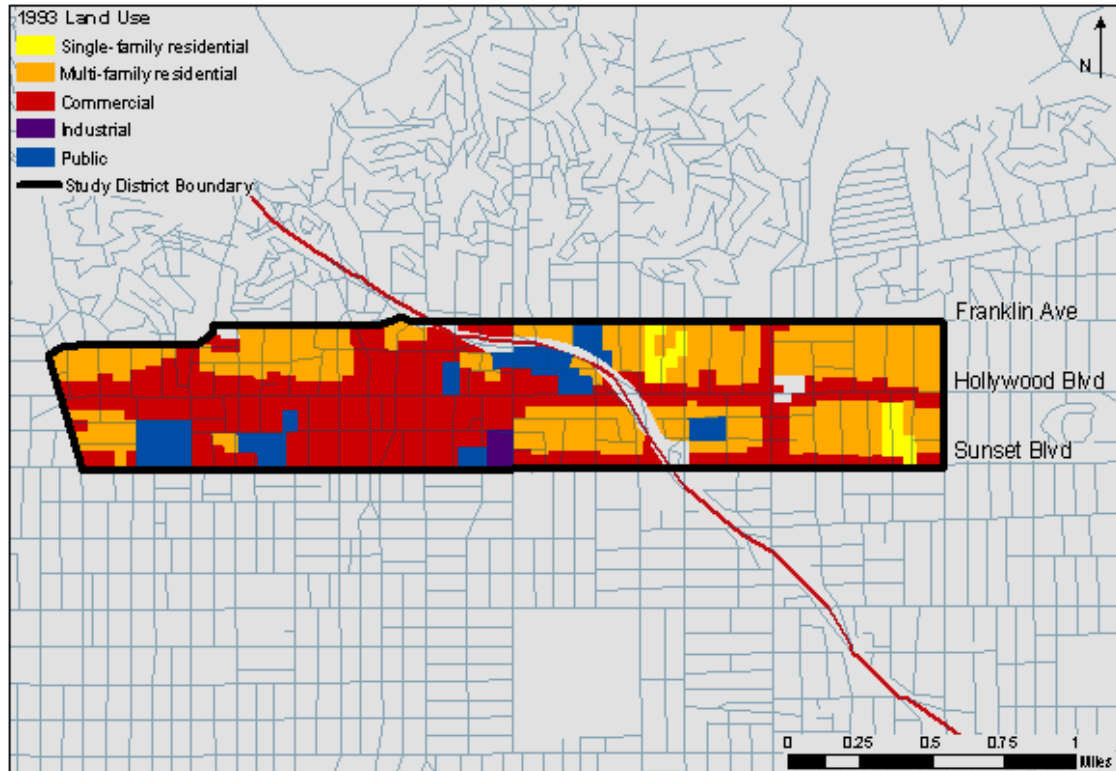 1993 Land Use
Single-family residential
Multi-family residential
Commercial
Industrial
Public
Study District Boundary
N
Franklin Ave
Hollywood Blvd
Sunset Blvd
0 0.25 0.5 0.75 1
Miles